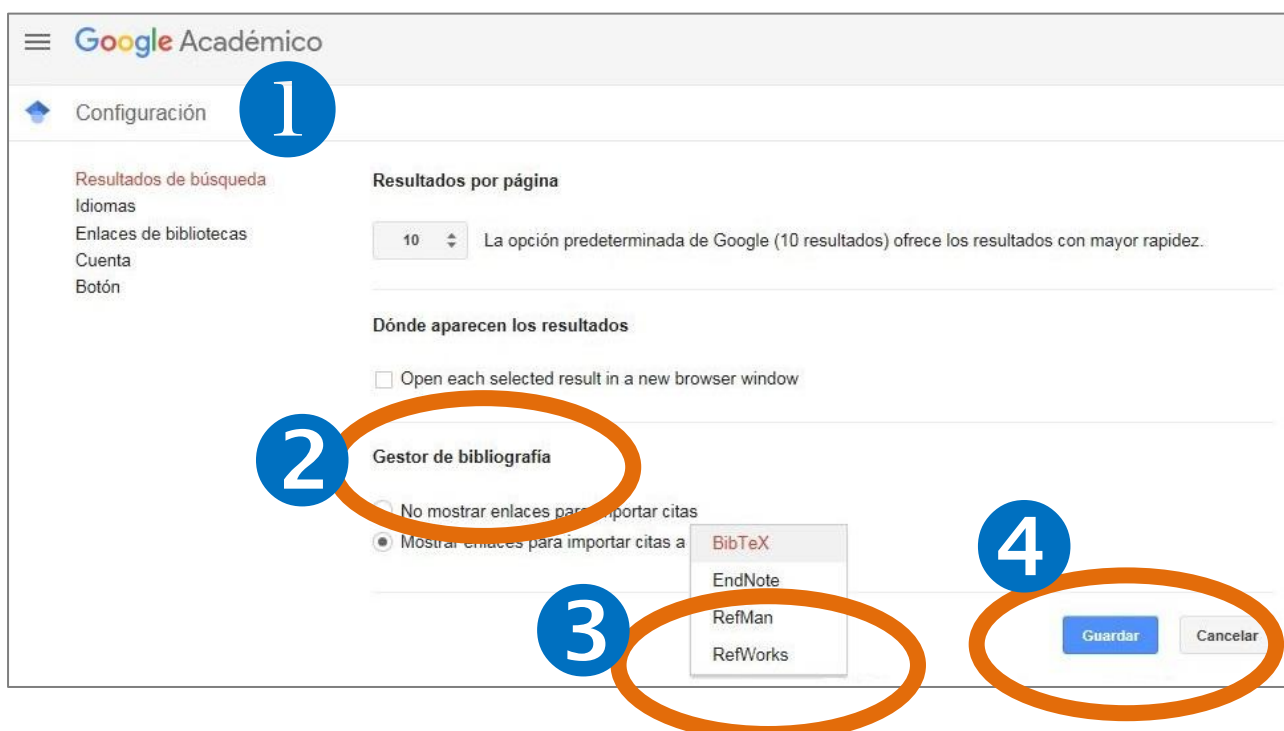 Google Académico
Configuración
1
Resultados de búsqueda
Idiomas
Enlaces de bibliotecas
Cuenta
Botón
Resultados por página
10 La opción predeterminada de Google (10 resultados) ofrece los resultados con mayor rapidez.
Dónde aparecen los resultados
Open each selected result in a new browser window
2
Gestor de bibliografía
No mostrar enlaces para importar citas
Mostrar enlaces para importar citas a
BibTeX
EndNote
RefMan
RefWorks
3
4
Guardar
Cancelar